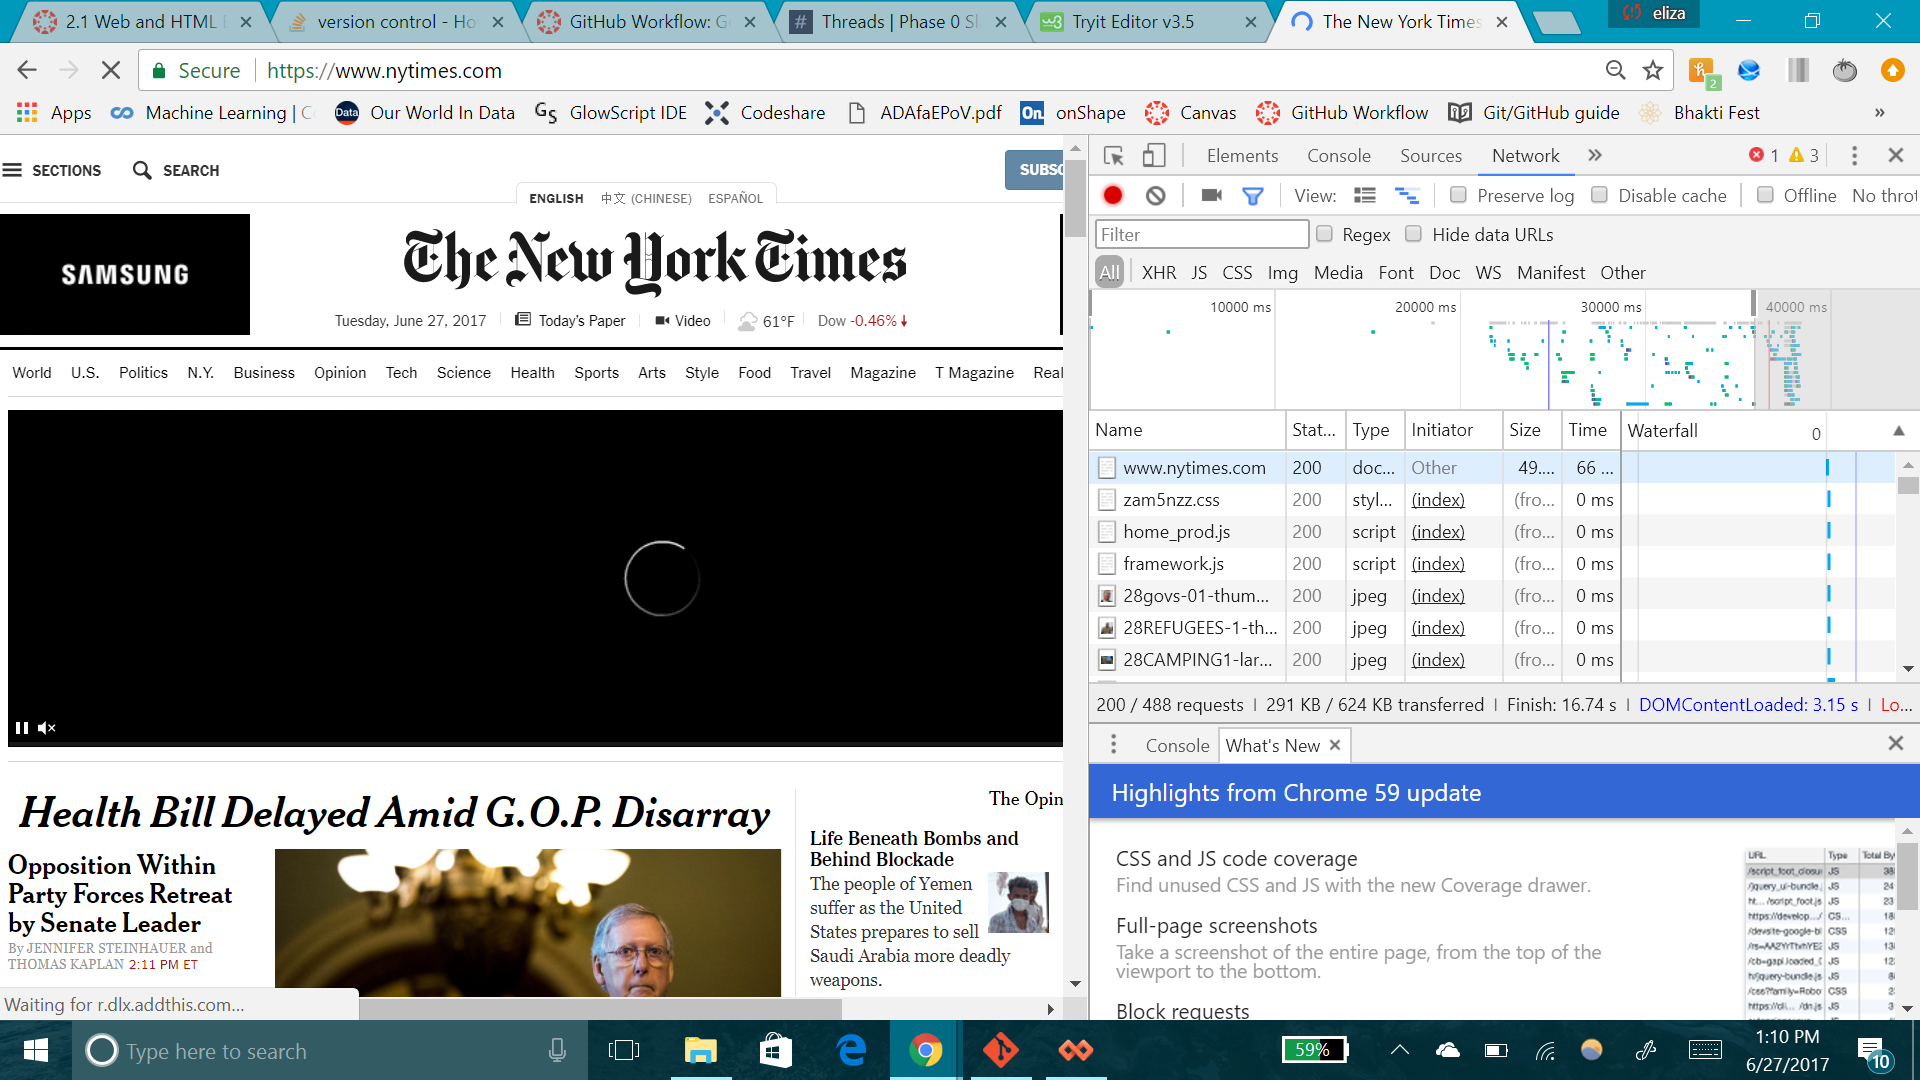 2.1 Web and HTML
version control - Ho
GitHub Workflow: G
Threads | Phase 0 Sl
Tryit Editor v3.5
The New York Times
eliza
Secure
https://www.nytimes.com
2
Apps
Machine Learning | C
Data
Our World In Data
GS
GlowScript IDE
Codeshare
ADAfaEPoV.pdf
On
onShape
Canvas
GitHub Workflow
Git/GitHub guide
Bhakti Fest
»
SECTIONS
SEARCH
SUBSC
ENGLISH
中文 (CHINESE)
ESPAÑOL
SAMSUNG
The New York Times
Tuesday, June 27, 2017
Today's Paper
Video
61°F
Dow -0.46%
World U.S. Politics N.Y. Business Opinion Tech Science Health Sports Arts Style Food Travel Magazine T Magazine Real
Health Bill Delayed Amid G.O.P. Disarray
Opposition Within
Party Forces Retreat
by Senate Leader
By JENNIFER STEINHAUER and
THOMAS KAPLAN 2:11 PM ET
The Opin
Life Beneath Bombs and
Behind Blockade
The people of Yemen
suffer as the United
States prepares to sell
Saudi Arabia more deadly
weapons.
Waiting for r.dlx.addthis.com...
Elements Console Sources Network »
1 3
View:
Preserve log
Disable cache
Offline
No throt
Filter
Regex
Hide data URLs
All XHR JS CSS Img Media Font Doc WS Manifest Other
10000 ms 20000 ms 30000 ms 40000 ms
Name Stat... Type Initiator Size Time Waterfall 0
www.nytimes.com 200 doc... Other 49.... 66 ...
zam5nzz.css 200 styl... (index) (fro... 0 ms
home_prod.js 200 script (index) (fro... 0 ms
framework.js 200 script (index) (fro... 0 ms
28govs-01-thum... 200 jpeg (index) (fro... 0 ms
28REFUGEES-1-th... 200 jpeg (index) (fro... 0 ms
28CAMPING1-lar... 200 jpeg (index) (fro... 0 ms
200 / 488 requests | 291 KB / 624 KB transferred | Finish: 16.74 s | DOMContentLoaded: 3.15 s | Lo...
Console
What's New
Highlights from Chrome 59 update
CSS and JS code coverage
Find unused CSS and JS with the new Coverage drawer.
Full-page screenshots
Take a screenshot of the entire page, from the top of the
viewport to the bottom.
Block requests
URL Type Total By
Type here to search
59%
1:10 PM
6/27/2017
10